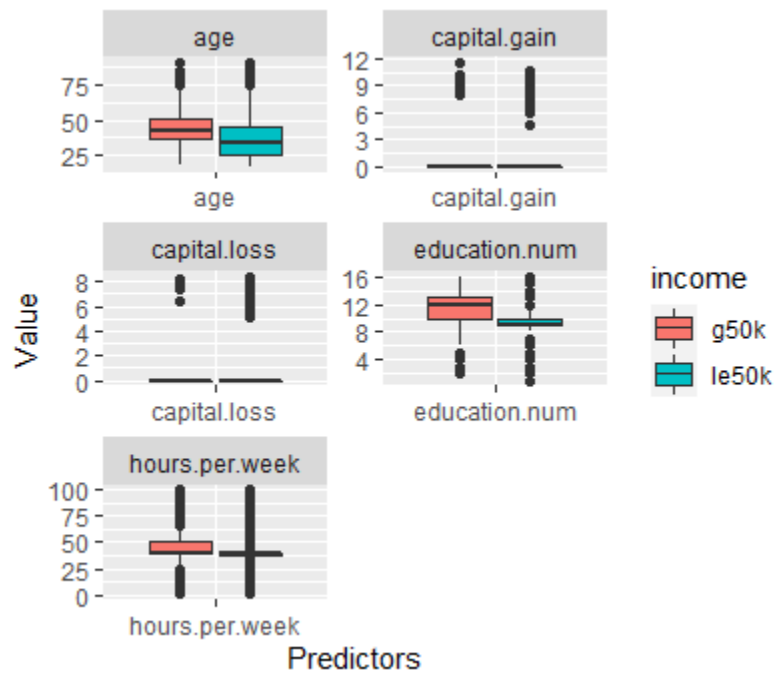 age
75
50
25
age
capital.gain
12
9
6
3
0
capital.gain
capital.loss
8
6
4
2
0
capital.loss
education.num
16
12
8
4
education.num
hours.per.week
100
75
50
25
0
hours.per.week
Value
Predictors
income
g50k
le50k